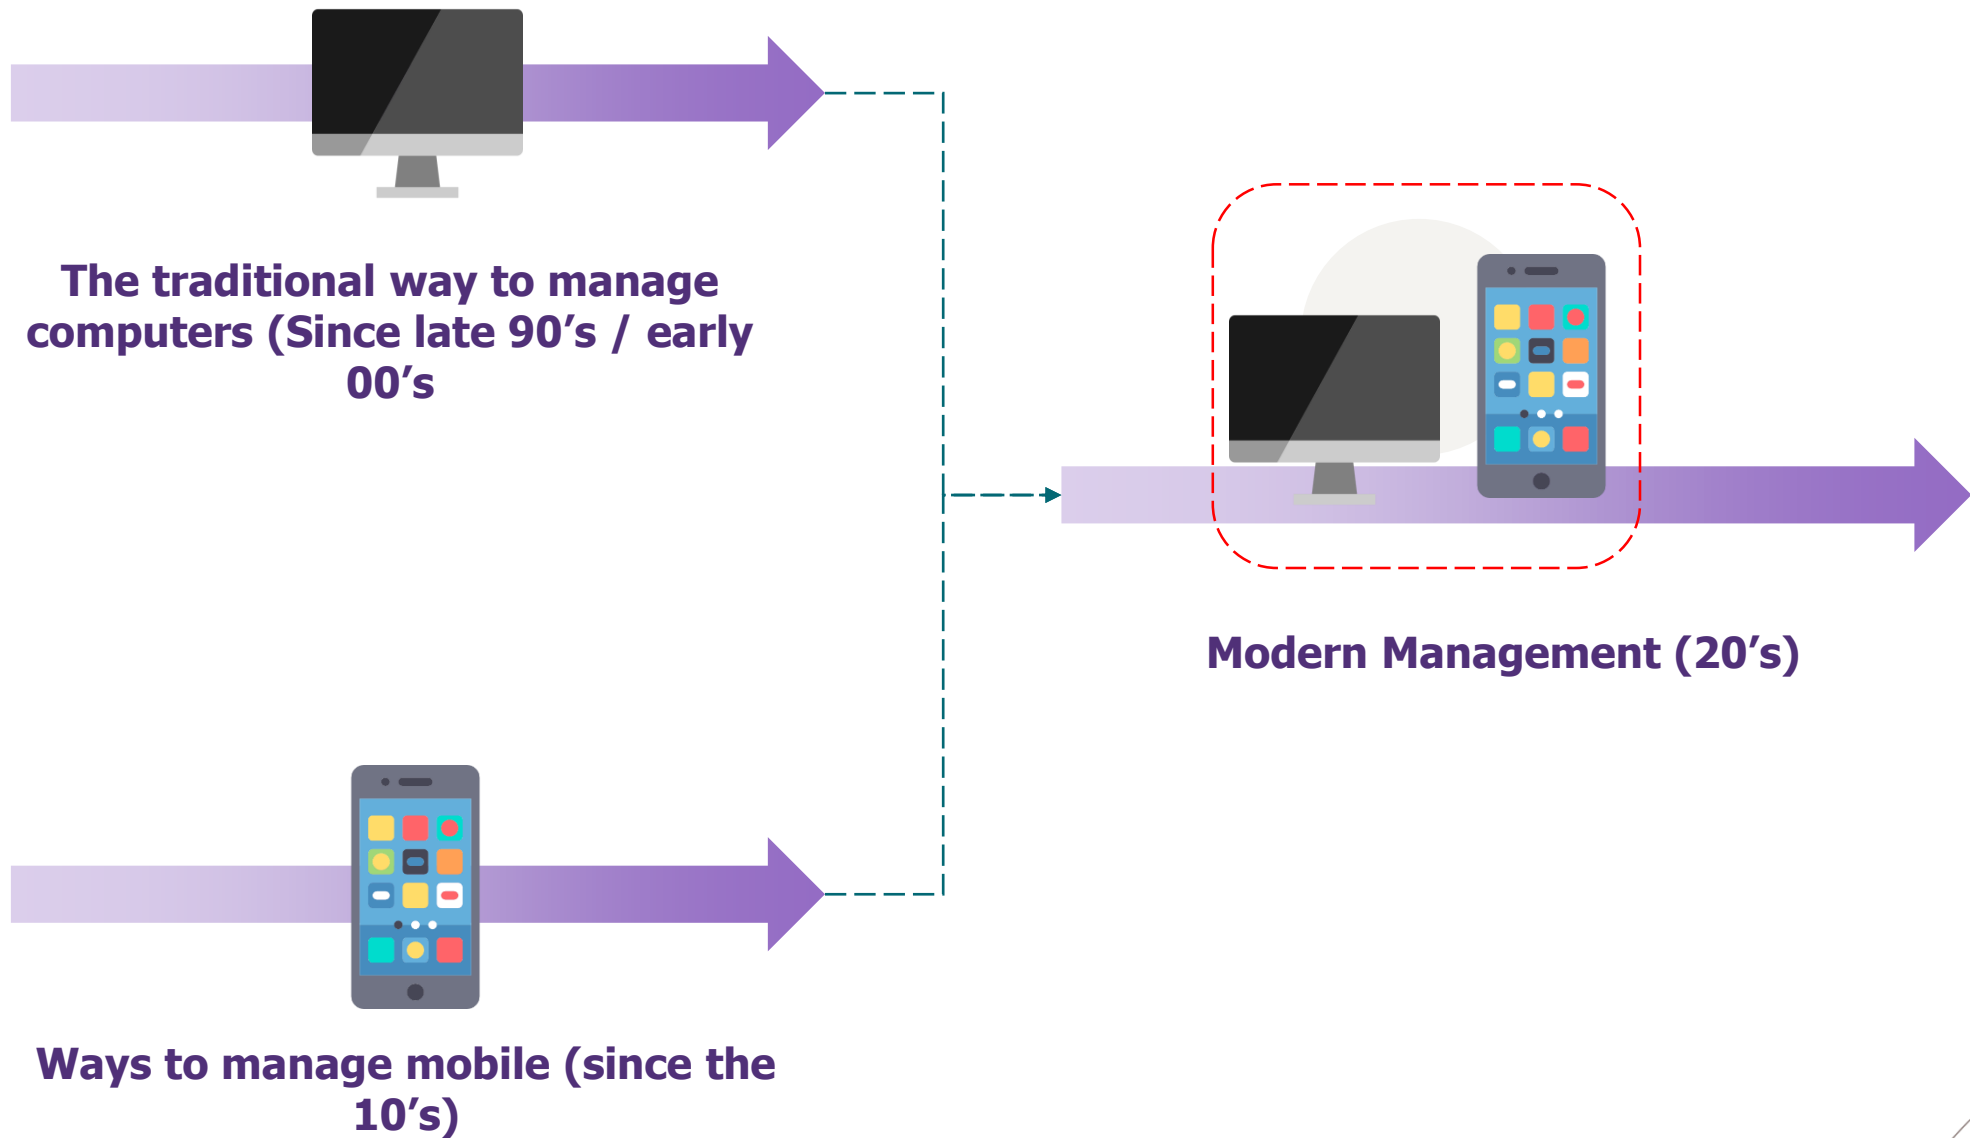 The traditional way to manage
computers (Since late 90’s / early
00’s
Modern Management (20’s)
Ways to manage mobile (since the
10’s)